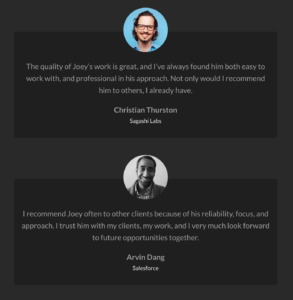 The quality of Joey's work is great, and I've always found him both easy to
work with, and professional in his approach. Not only would I recommend
him to others, I already have.
Christian Thurston
Sagashi Labs
I recommend Joey often to other clients because of his reliability, focus, and
approach. I trust him with my clients, my work, and I very much look forward
to future opportunities together.
Arvin Dang
Salesforce